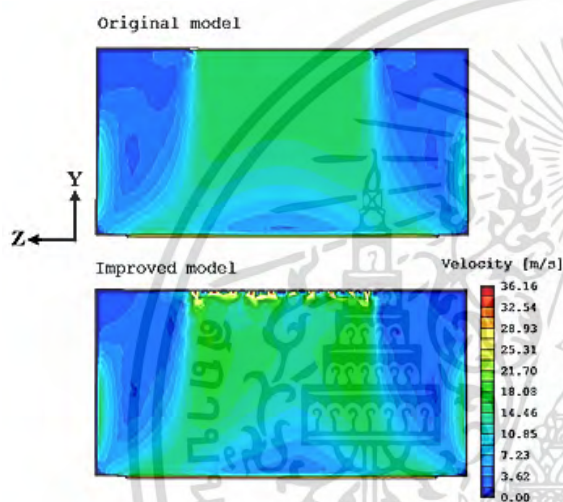 Original model
Y
Z
Improved model
Velocity [m/s]
36.16
32.54
28.93
25.31
21.70
18.08
14.46
10.85
7.23
3.62
0.00